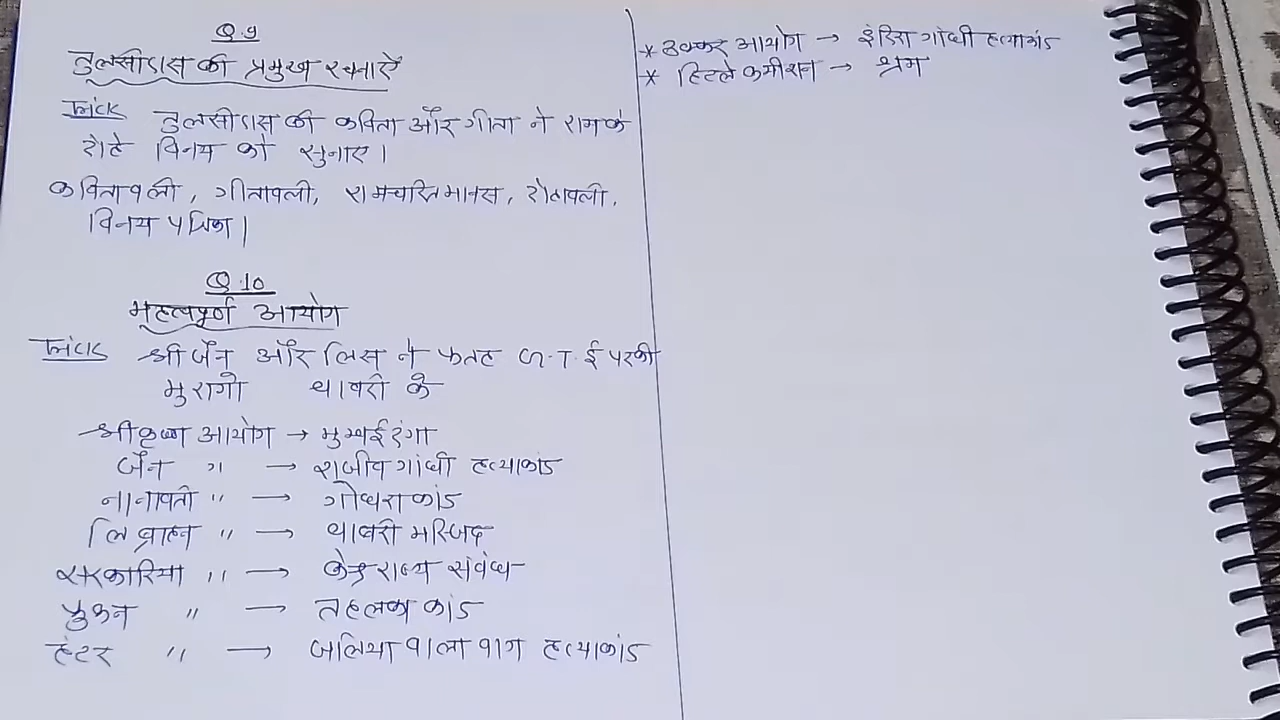 Q.9
तुलसीदास की प्रमुख रचनाऐं
Trick तुलसीदास की कविता और गीता ने राम के
दोहे विनय को सुनाए।
कवितावली, गीतावली, रामचरितमानस, दोहावली,
विनय पत्रिका।
Q.10
महत्वपूर्ण आयोग
Trick श्री जैन और लिस ने फतह G.T.ई पर की
मुरागो बावरी के
श्रीकृष्ण आयोग → मुम्बई दंगा
जैन " → राजीव गांधी हत्याकांड
नानावती " → गोधरा कांड
लिब्राहन " → बाबरी मस्जिद
सरकारिया " → केन्द्र राज्य संबंध
फुकन " → तहलका कांड
हंटर " → जलिया वाला बाग हत्याकांड
* ठक्कर आयोग → इंदिरा गांधी हत्याकांड
* हिटले कमीशन → श्रम